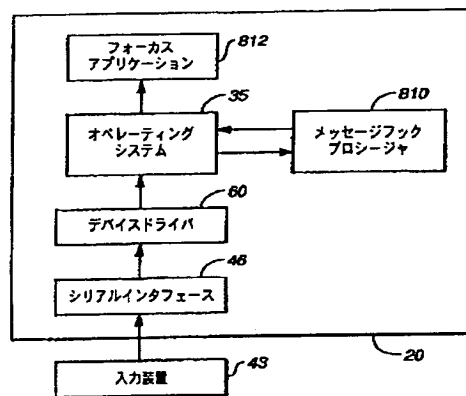 フォーカス
アプリケーション
812
35
810
オペレーティング
システム
メッセージフック
プロシージャ
60
デバイスドライバ
46
シリアルインタフェース
入力装置
43
20